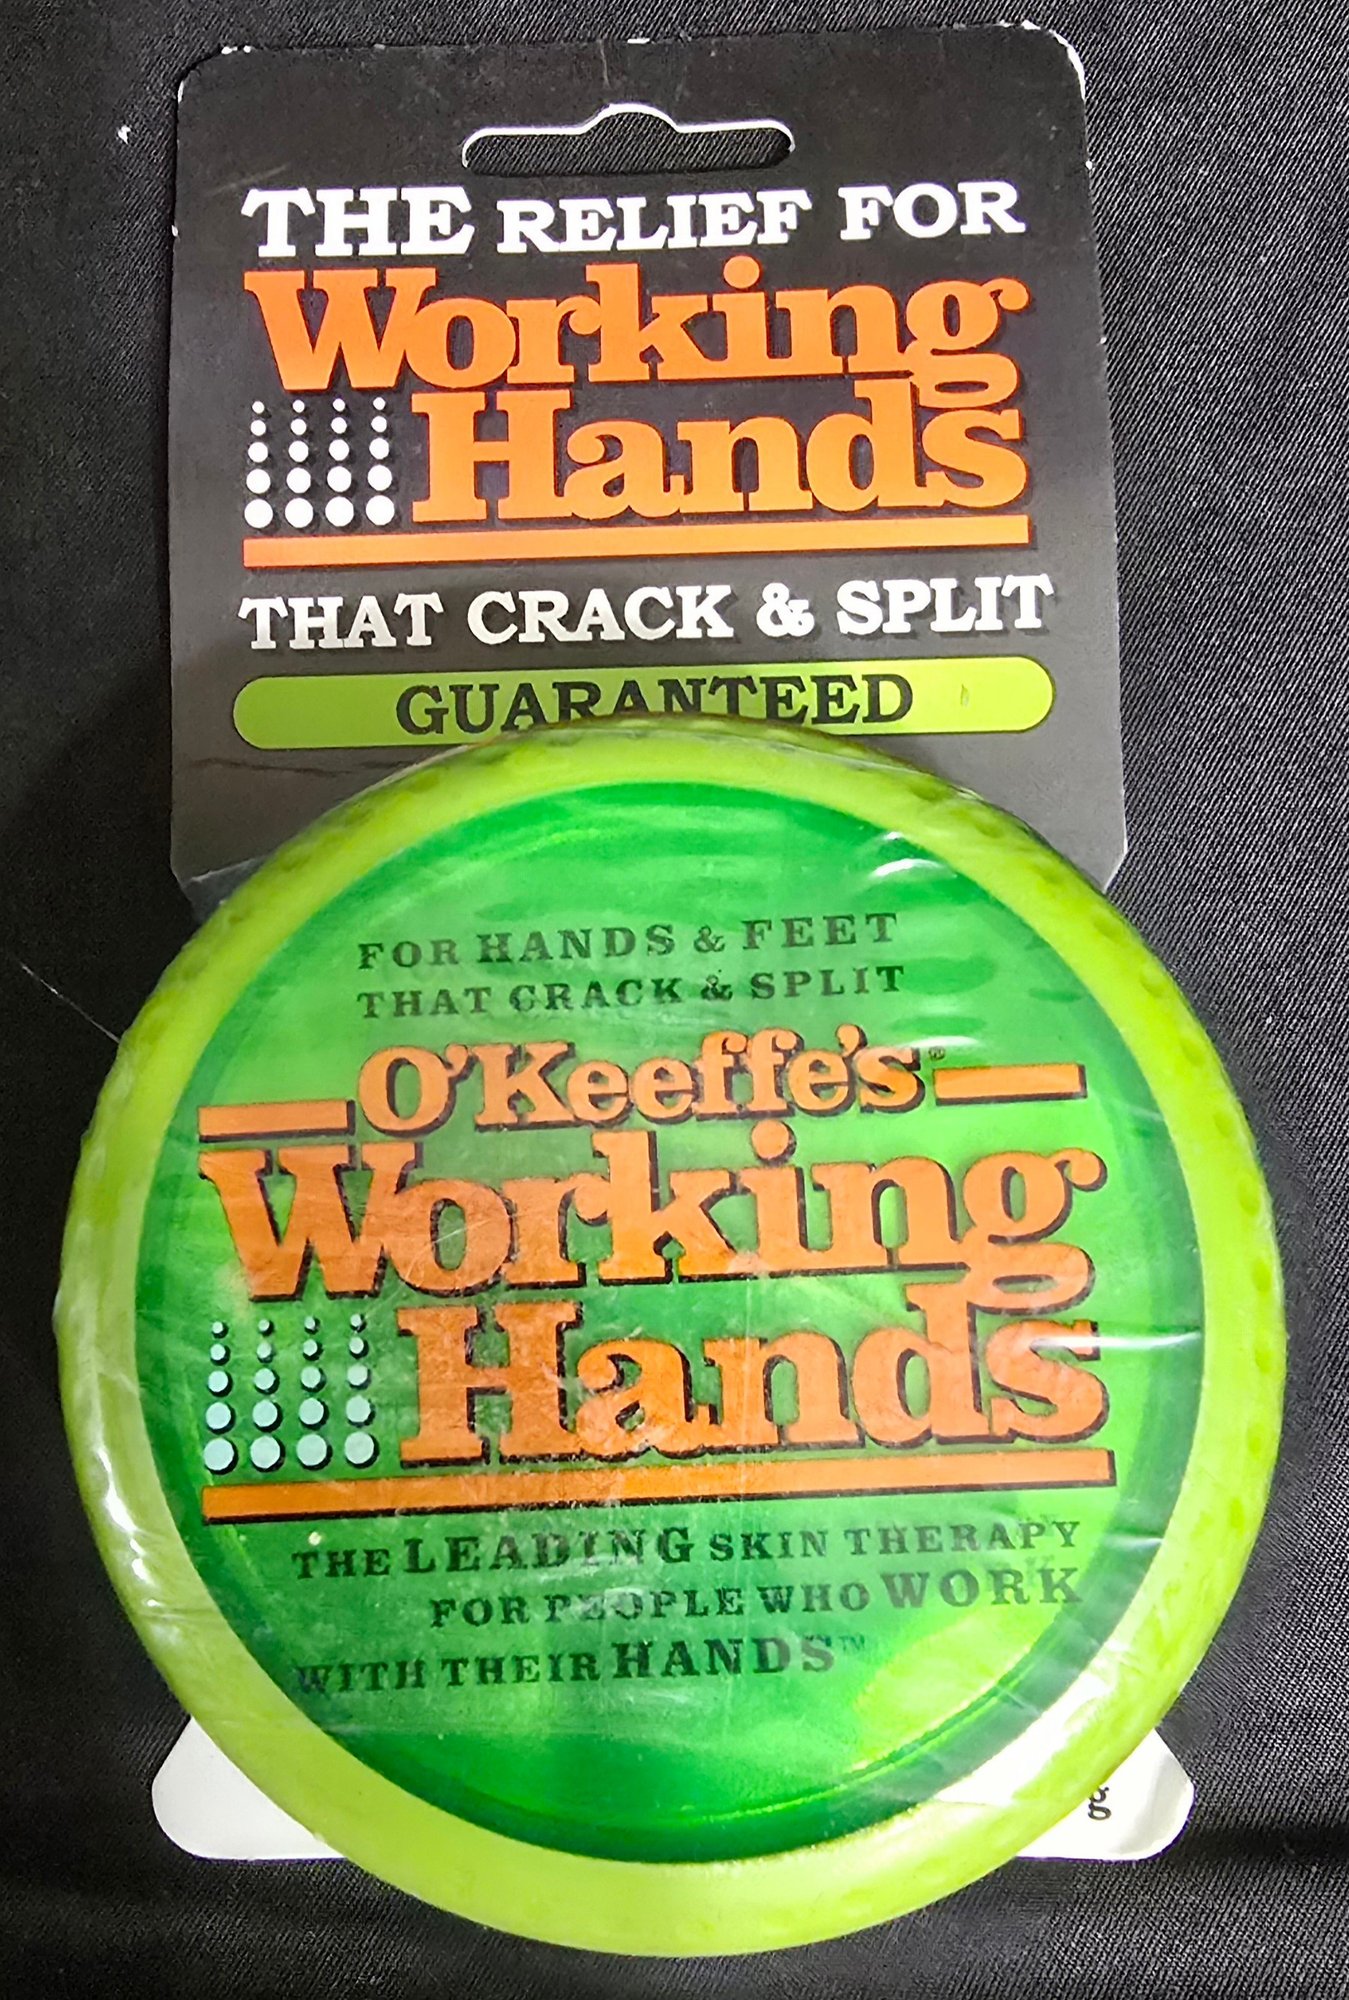 THE RELIEF FOR
Working
Hands
THAT CRACK & SPLIT
GUARANTEED
FOR HANDS & FEET
THAT CRACK & SPLIT
O'Keeffe's®
Working
Hands
THE LEADING SKIN THERAPY
FOR PEOPLE WHO WORK
WITH THEIR HANDS™
g